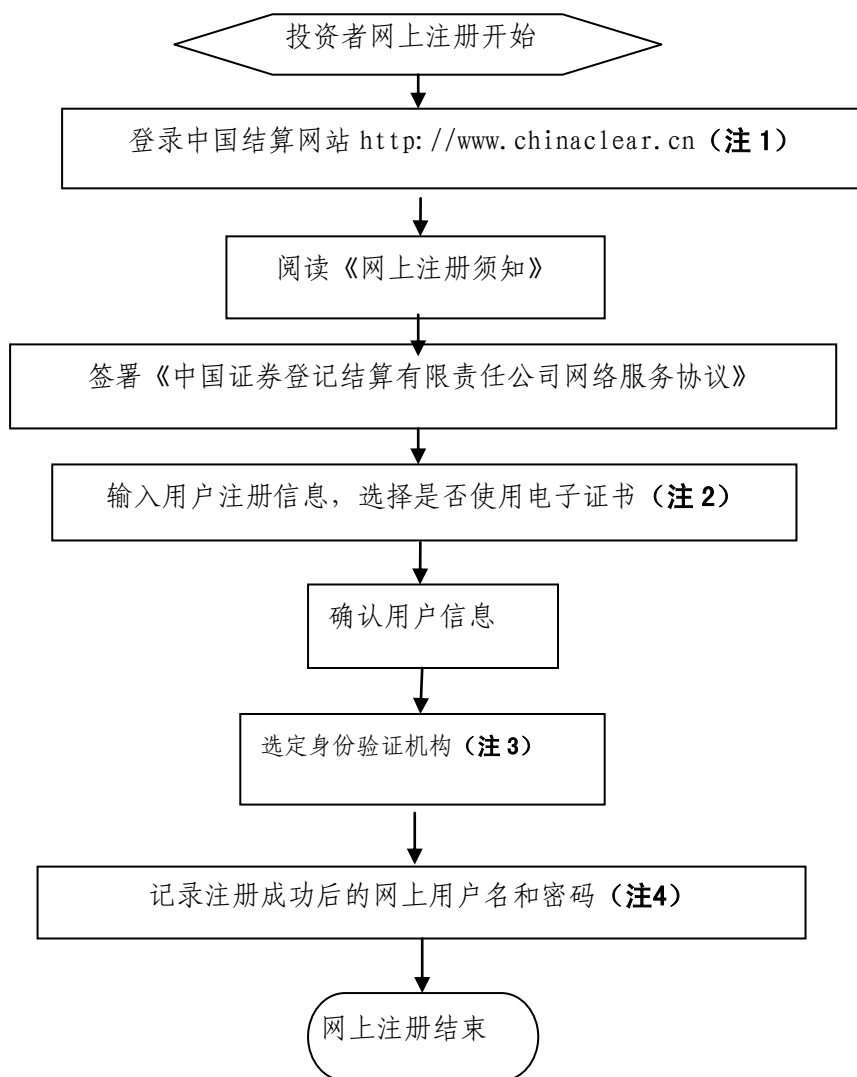 投资者网上注册开始
登录中国结算网站 http://www.chinaclear.cn（注 1）
阅读《网上注册须知》
签署《中国证券登记结算有限责任公司网络服务协议》
输入用户注册信息，选择是否使用电子证书（注 2）
确认用户信息
选定身份验证机构（注 3）
记录注册成功后的网上用户名和密码（注4）
网上注册结束